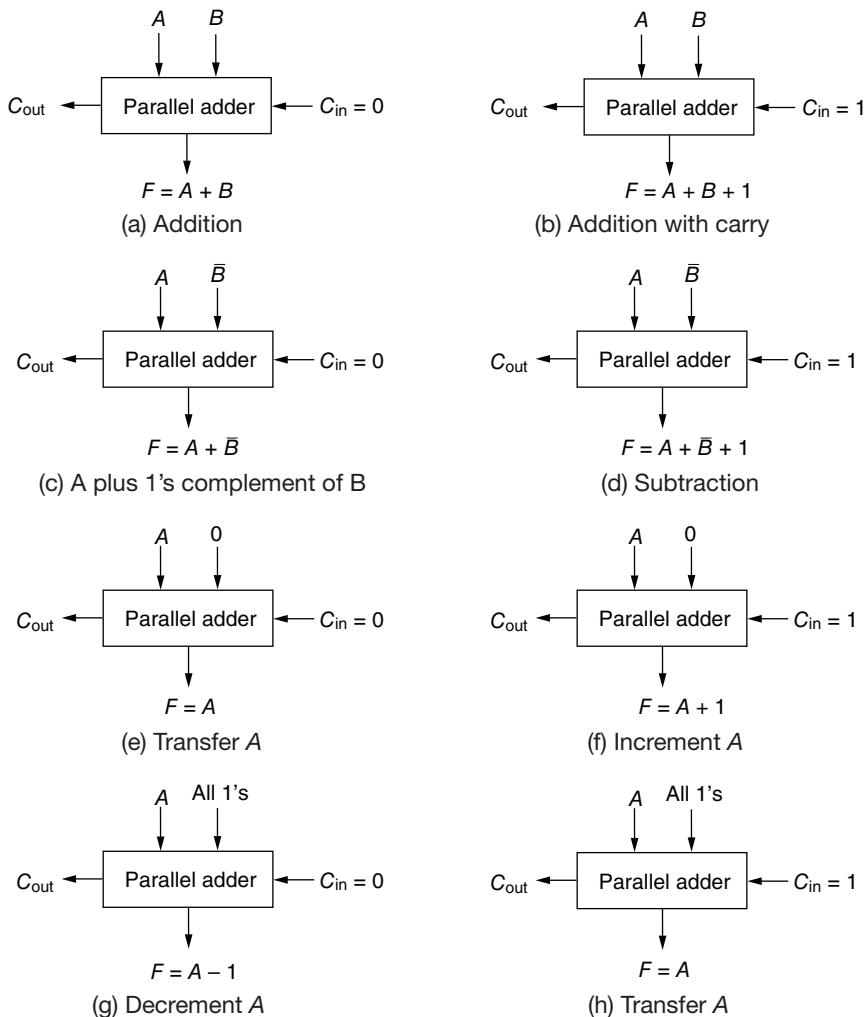 A B
C_out Parallel adder C_in = 0
F = A + B
(a) Addition
A B
C_out Parallel adder C_in = 1
F = A + B + 1
(b) Addition with carry
A B̅
C_out Parallel adder C_in = 0
F = A + B̅
(c) A plus 1's complement of B
A B̅
C_out Parallel adder C_in = 1
F = A + B̅ + 1
(d) Subtraction
A 0
C_out Parallel adder C_in = 0
F = A
(e) Transfer A
A 0
C_out Parallel adder C_in = 1
F = A + 1
(f) Increment A
A All 1's
C_out Parallel adder C_in = 0
F = A – 1
(g) Decrement A
A All 1's
C_out Parallel adder C_in = 1
F = A
(h) Transfer A